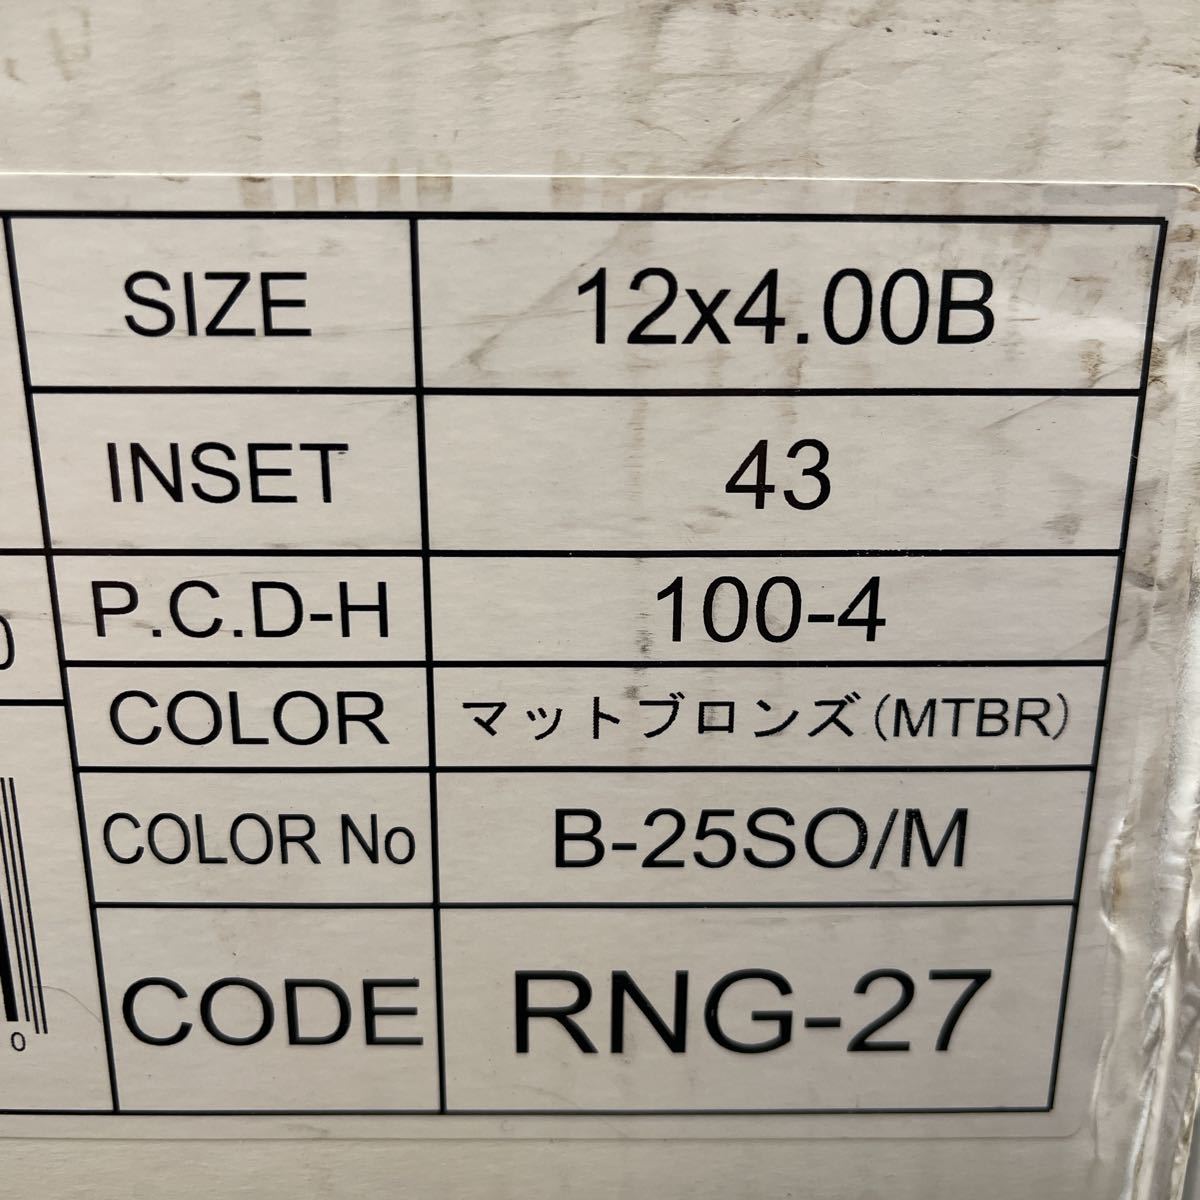 SIZE 12x4.00B
INSET 43
P.C.D-H 100-4
COLOR マットブロンズ(MTBR)
COLOR No B-25SO/M
CODE RNG-27
0